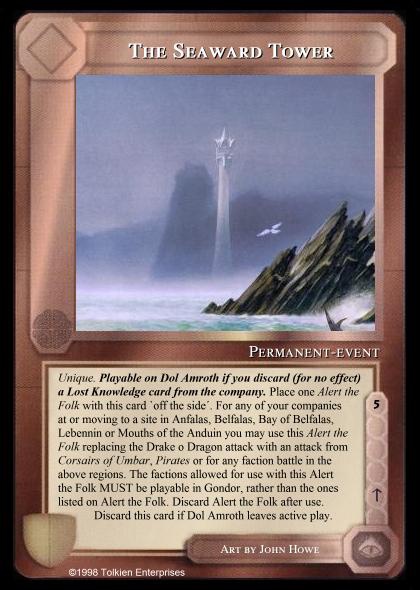 THE SEAWARD TOWER
PERMANENT-EVENT
Unique. Playable on Dol Amroth if you discard (for no effect)
a Lost Knowledge card from the company. Place one Alert the
Folk with this card `off the side´. For any of your companies
at or moving to a site in Anfalas, Belfalas, Bay of Belfalas,
Lebennin or Mouths of the Anduin you may use this Alert the
Folk replacing the Drake o Dragon attack with an attack from
Corsairs of Umbar, Pirates or for any faction battle in the
above regions. The factions allowed for use with this Alert
the Folk MUST be playable in Gondor, rather than the ones
listed on Alert the Folk. Discard Alert the Folk after use.
Discard this card if Dol Amroth leaves active play.
5
ART BY JOHN HOWE
©1998 Tolkien Enterprises